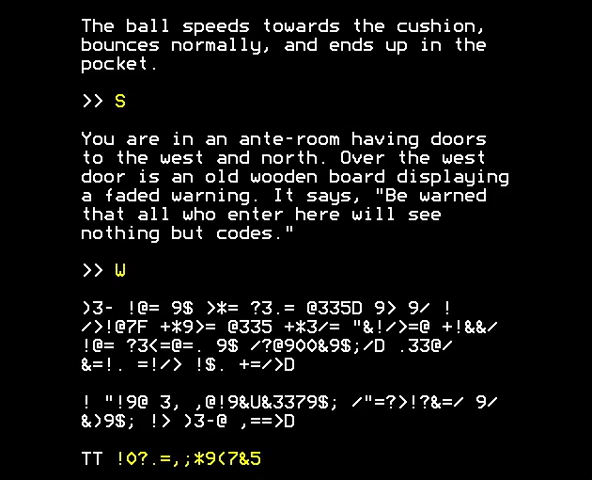 The ball speeds towards the cushion,
bounces normally, and ends up in the
pocket.
>> S
You are in an ante-room having doors
to the west and north. Over the west
door is an old wooden board displaying
a faded warning. It says, "Be warned
that all who enter here will see
nothing but codes."
>> W
)3- !@= 9$ >*= ?3.= @335D 9> 9/ !
/>!@7F +*9>= @335 +*3/= "&!/>=@ +!&&/
!@= ?3<=@=. 9$ /?@900&9$;/D .33@/
&=!. =!/> !$. +=/>D
! "!9@ 3, ,@!9&U&3379$; /"=?>!?&=/ 9/
&)9$; !> )3-@ ,==>D
TT !0?.=,;*9(7&5